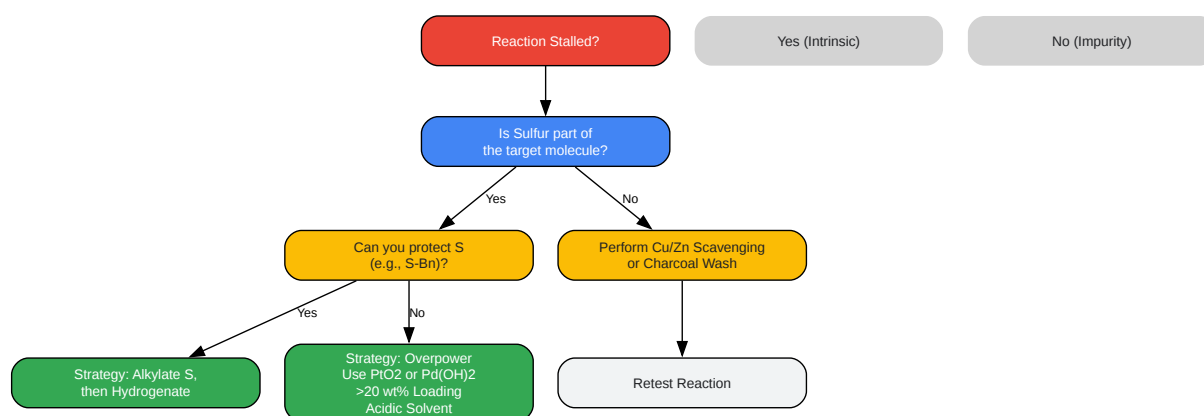 Reaction Stalled?
Yes (Intrinsic)
No (Impurity)
Is Sulfur part of
the target molecule?
Yes
No
Can you protect S
(e.g., S-Bn)?
Perform Cu/Zn Scavenging
or Charcoal Wash
Yes
No
Strategy: Alkylate S,
then Hydrogenate
Strategy: Overpower
Use PtO2 or Pd(OH)2
>20 wt% Loading
Acidic Solvent
Retest Reaction